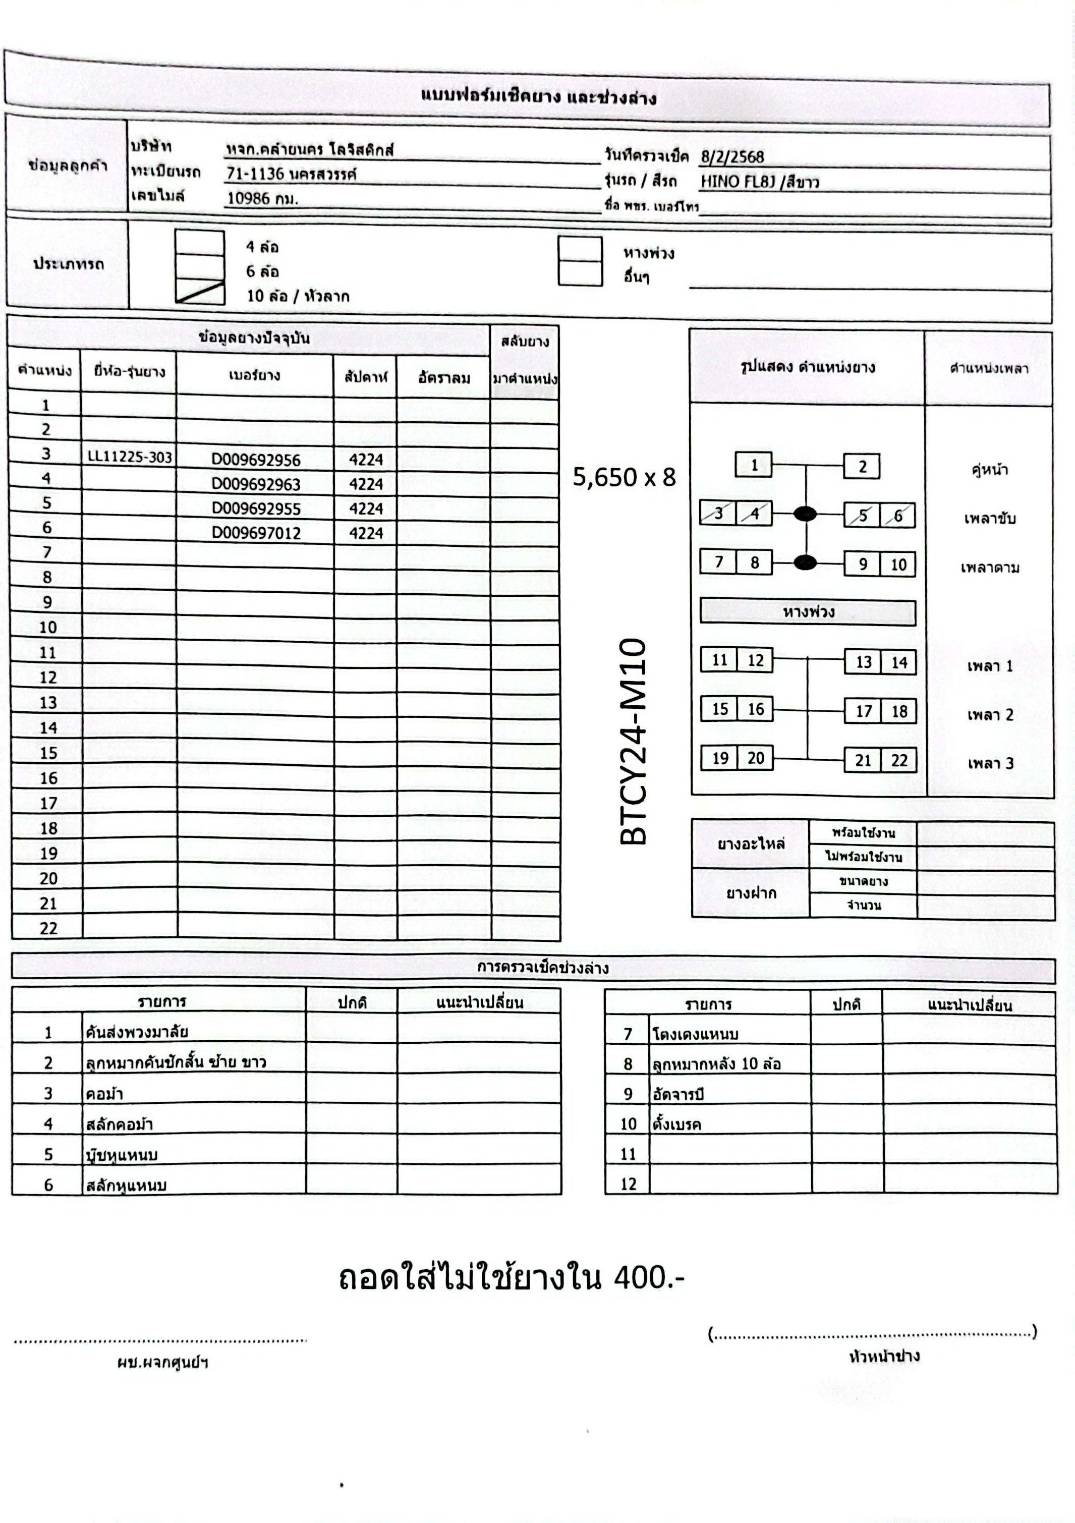 แบบฟอร์มเช็คยาง และช่วงล่าง
ข้อมูลลูกค้า
บริษัท หจก.คล้ายนคร โลจิสติกส์
วันที่ตรวจเช็ค 8/2/2568
ทะเบียนรถ 71-1136 นครสวรรค์
รุ่นรถ / สีรถ HINO FL8J /สีขาว
เลขไมล์ 10986 กม.
ชื่อ พขร. เบอร์โทร
ประเภทรถ
4 ล้อ
6 ล้อ
10 ล้อ / หัวลาก
หางพ่วง
อื่นๆ
ข้อมูลยางปัจจุบัน สลับยาง
ตำแหน่ง ยี่ห้อ-รุ่นยาง เบอร์ยาง สัปดาห์ อัตราลม มาตำแหน่ง
1
2
3 LL11225-303 D009692956 4224
4 D009692963 4224
5 D009692955 4224
6 D009697012 4224
7
8
9
10
11
12
13
14
15
16
17
18
19
20
21
22
5,650 x 8
BTCY24-M10
รูปแสดง ตำแหน่งยาง ตำแหน่งเพลา
1 2 คู่หน้า
3 4 5 6 เพลาขับ
7 8 9 10 เพลาตาม
หางพ่วง
11 12 13 14 เพลา 1
15 16 17 18 เพลา 2
19 20 21 22 เพลา 3
ยางอะไหล่ พร้อมใช้งาน
ไม่พร้อมใช้งาน
ยางฝาก ขนาดยาง
จำนวน
การตรวจเช็คช่วงล่าง
รายการ ปกติ แนะนำเปลี่ยน
1 คันส่งพวงมาลัย
2 ลูกหมากคันชักสั้น ซ้าย ขาว
3 คอม้า
4 สลักคอม้า
5 บู๊ชหูแหนบ
6 สลักหูแหนบ
รายการ ปกติ แนะนำเปลี่ยน
7 โตงเตงแหนบ
8 ลูกหมากหลัง 10 ล้อ
9 อัดจารบี
10 ตั้งเบรค
11
12
ถอดใส่ไม่ใช้ยางใน 400.-
ผช.ผจกศูนย์ฯ
(........................................................................)
หัวหน้าช่าง